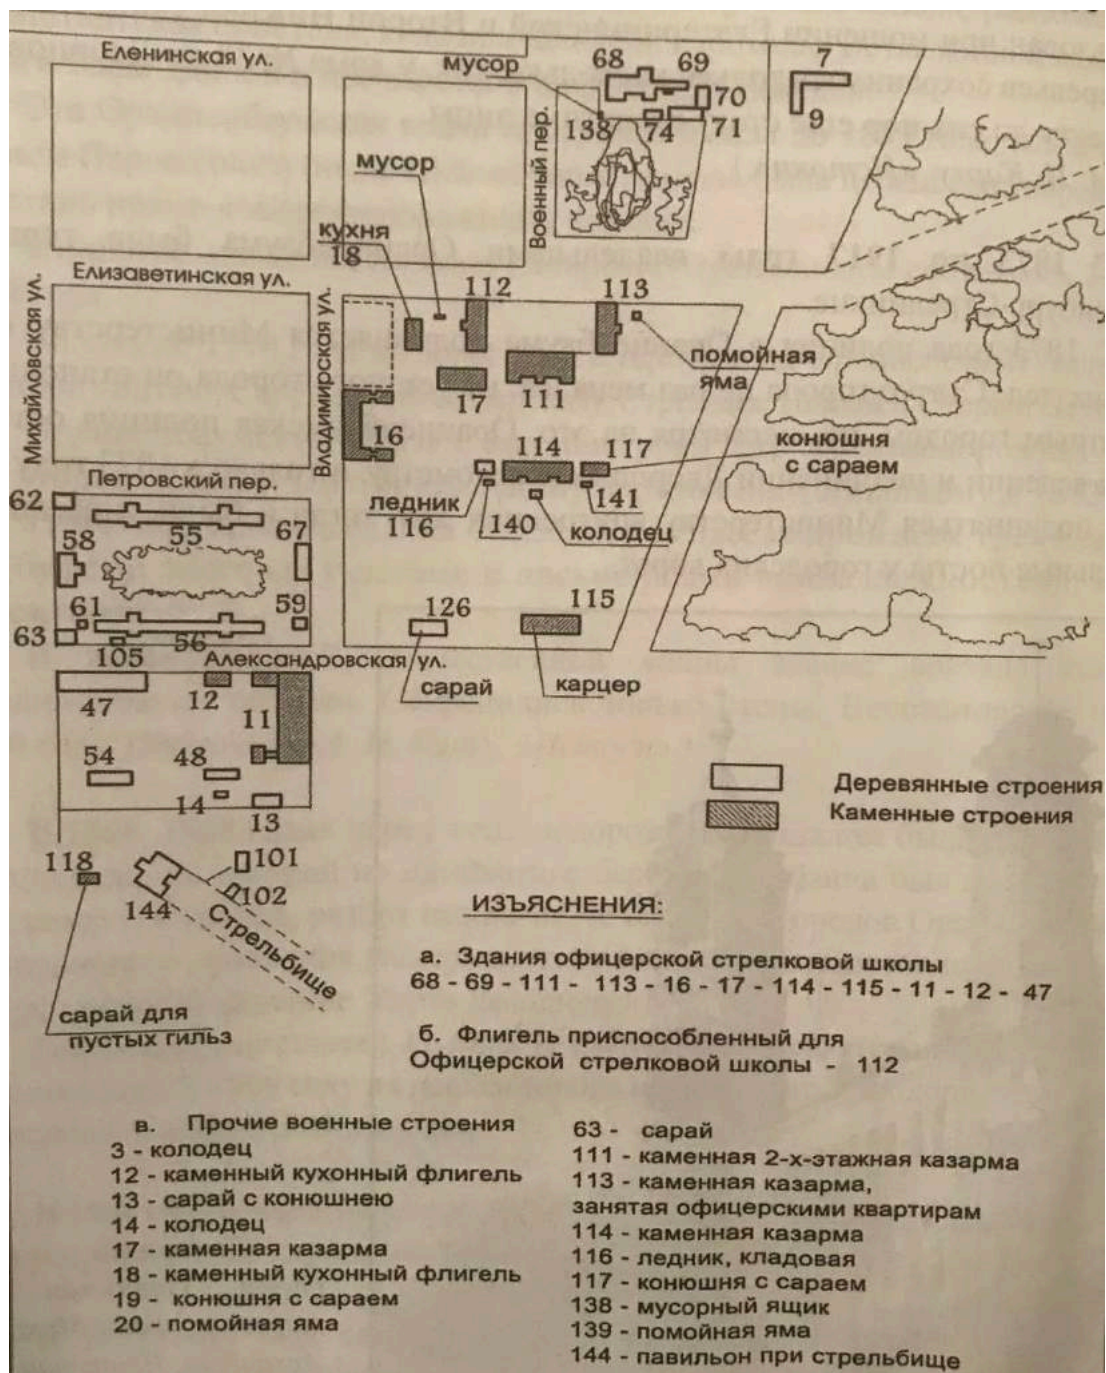 Еленинская ул.
мусор
68
69
7
70
9
138
74
71
Военный пер.
мусор
кухня
18
Елизаветинская ул.
Михайловская ул.
Владимирская ул.
112
113
помойная
яма
17
111
16
114
117
конюшня
с сараем
Петровский пер.
ледник
116
140
141
колодец
62
55
67
58
61
59
63
56
105
126
115
Александровская ул.
сарай
карцер
47
12
11
54
48
14
13
Деревянные строения
Каменные строения
118
101
102
144
Стрельбище
сарай для
пустых гильз
ИЗЪЯСНЕНИЯ:
а. Здания офицерской стрелковой школы
68 - 69 - 111 - 113 - 16 - 17 - 114 - 115 - 11 - 12 - 47
б. Флигель приспособленный для
Офицерской стрелковой школы - 112
в. Прочие военные строения
3 - колодец
12 - каменный кухонный флигель
13 - сарай с конюшнею
14 - колодец
17 - каменная казарма
18 - каменный кухонный флигель
19 - конюшня с сараем
20 - помойная яма
63 - сарай
111 - каменная 2-х-этажная казарма
113 - каменная казарма,
занятая офицерскими квартирам
114 - каменная казарма
116 - ледник, кладовая
117 - конюшня с сараем
138 - мусорный ящик
139 - помойная яма
144 - павильон при стрельбище